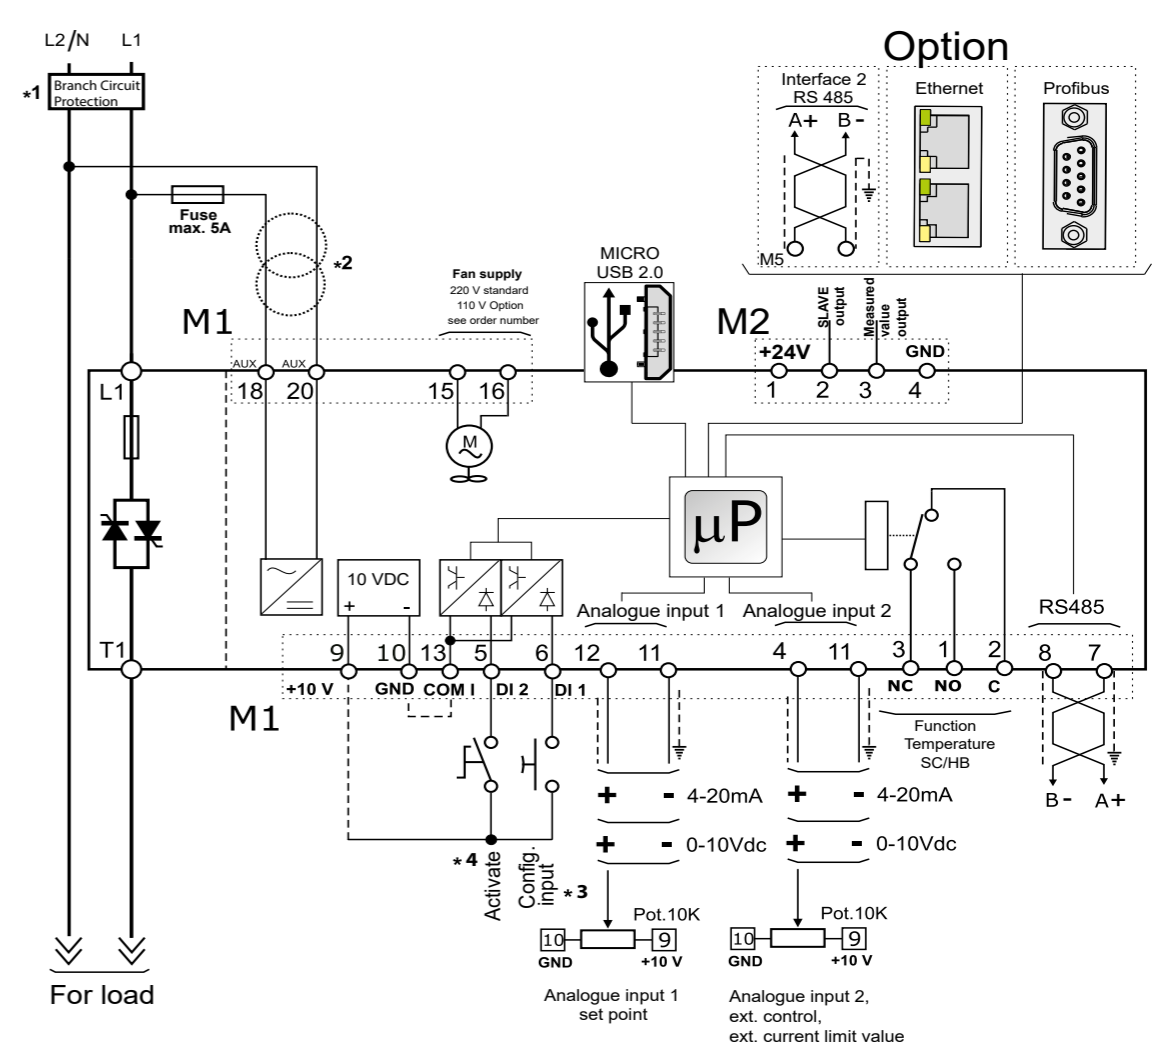 L2/N L1
Option
*1
Branch Circuit
Protection
Interface 2
RS 485
A+ B -
M5
Ethernet
Profibus
Fuse
max. 5A
*2
Fan supply
220 V standard
110 V Option
see order number
MICRO
USB 2.0
SLAVE
output
Measured
value
output
M1
M2
+24V GND
AUX AUX
L1
18 20 15 16
1 2 3 4
M
µP
10 VDC
+ -
Analogue input 1
Analogue input 2
RS485
T1
9 10 13 5 6 12 11 4 11 3 1 2 8 7
+10 V GND COM I DI 2 DI 1
NC NO C
M1
Function
Temperature
SC/HB
B - A+
+ - 4-20mA
+ - 4-20mA
+ - 0-10Vdc
+ - 0-10Vdc
*4
Activate
Config.
input
*3
Pot.10K
10 9
GND +10 V
Pot.10K
10 9
GND +10 V
For load
Analogue input 1
set point
Analogue input 2,
ext. control,
ext. current limit value